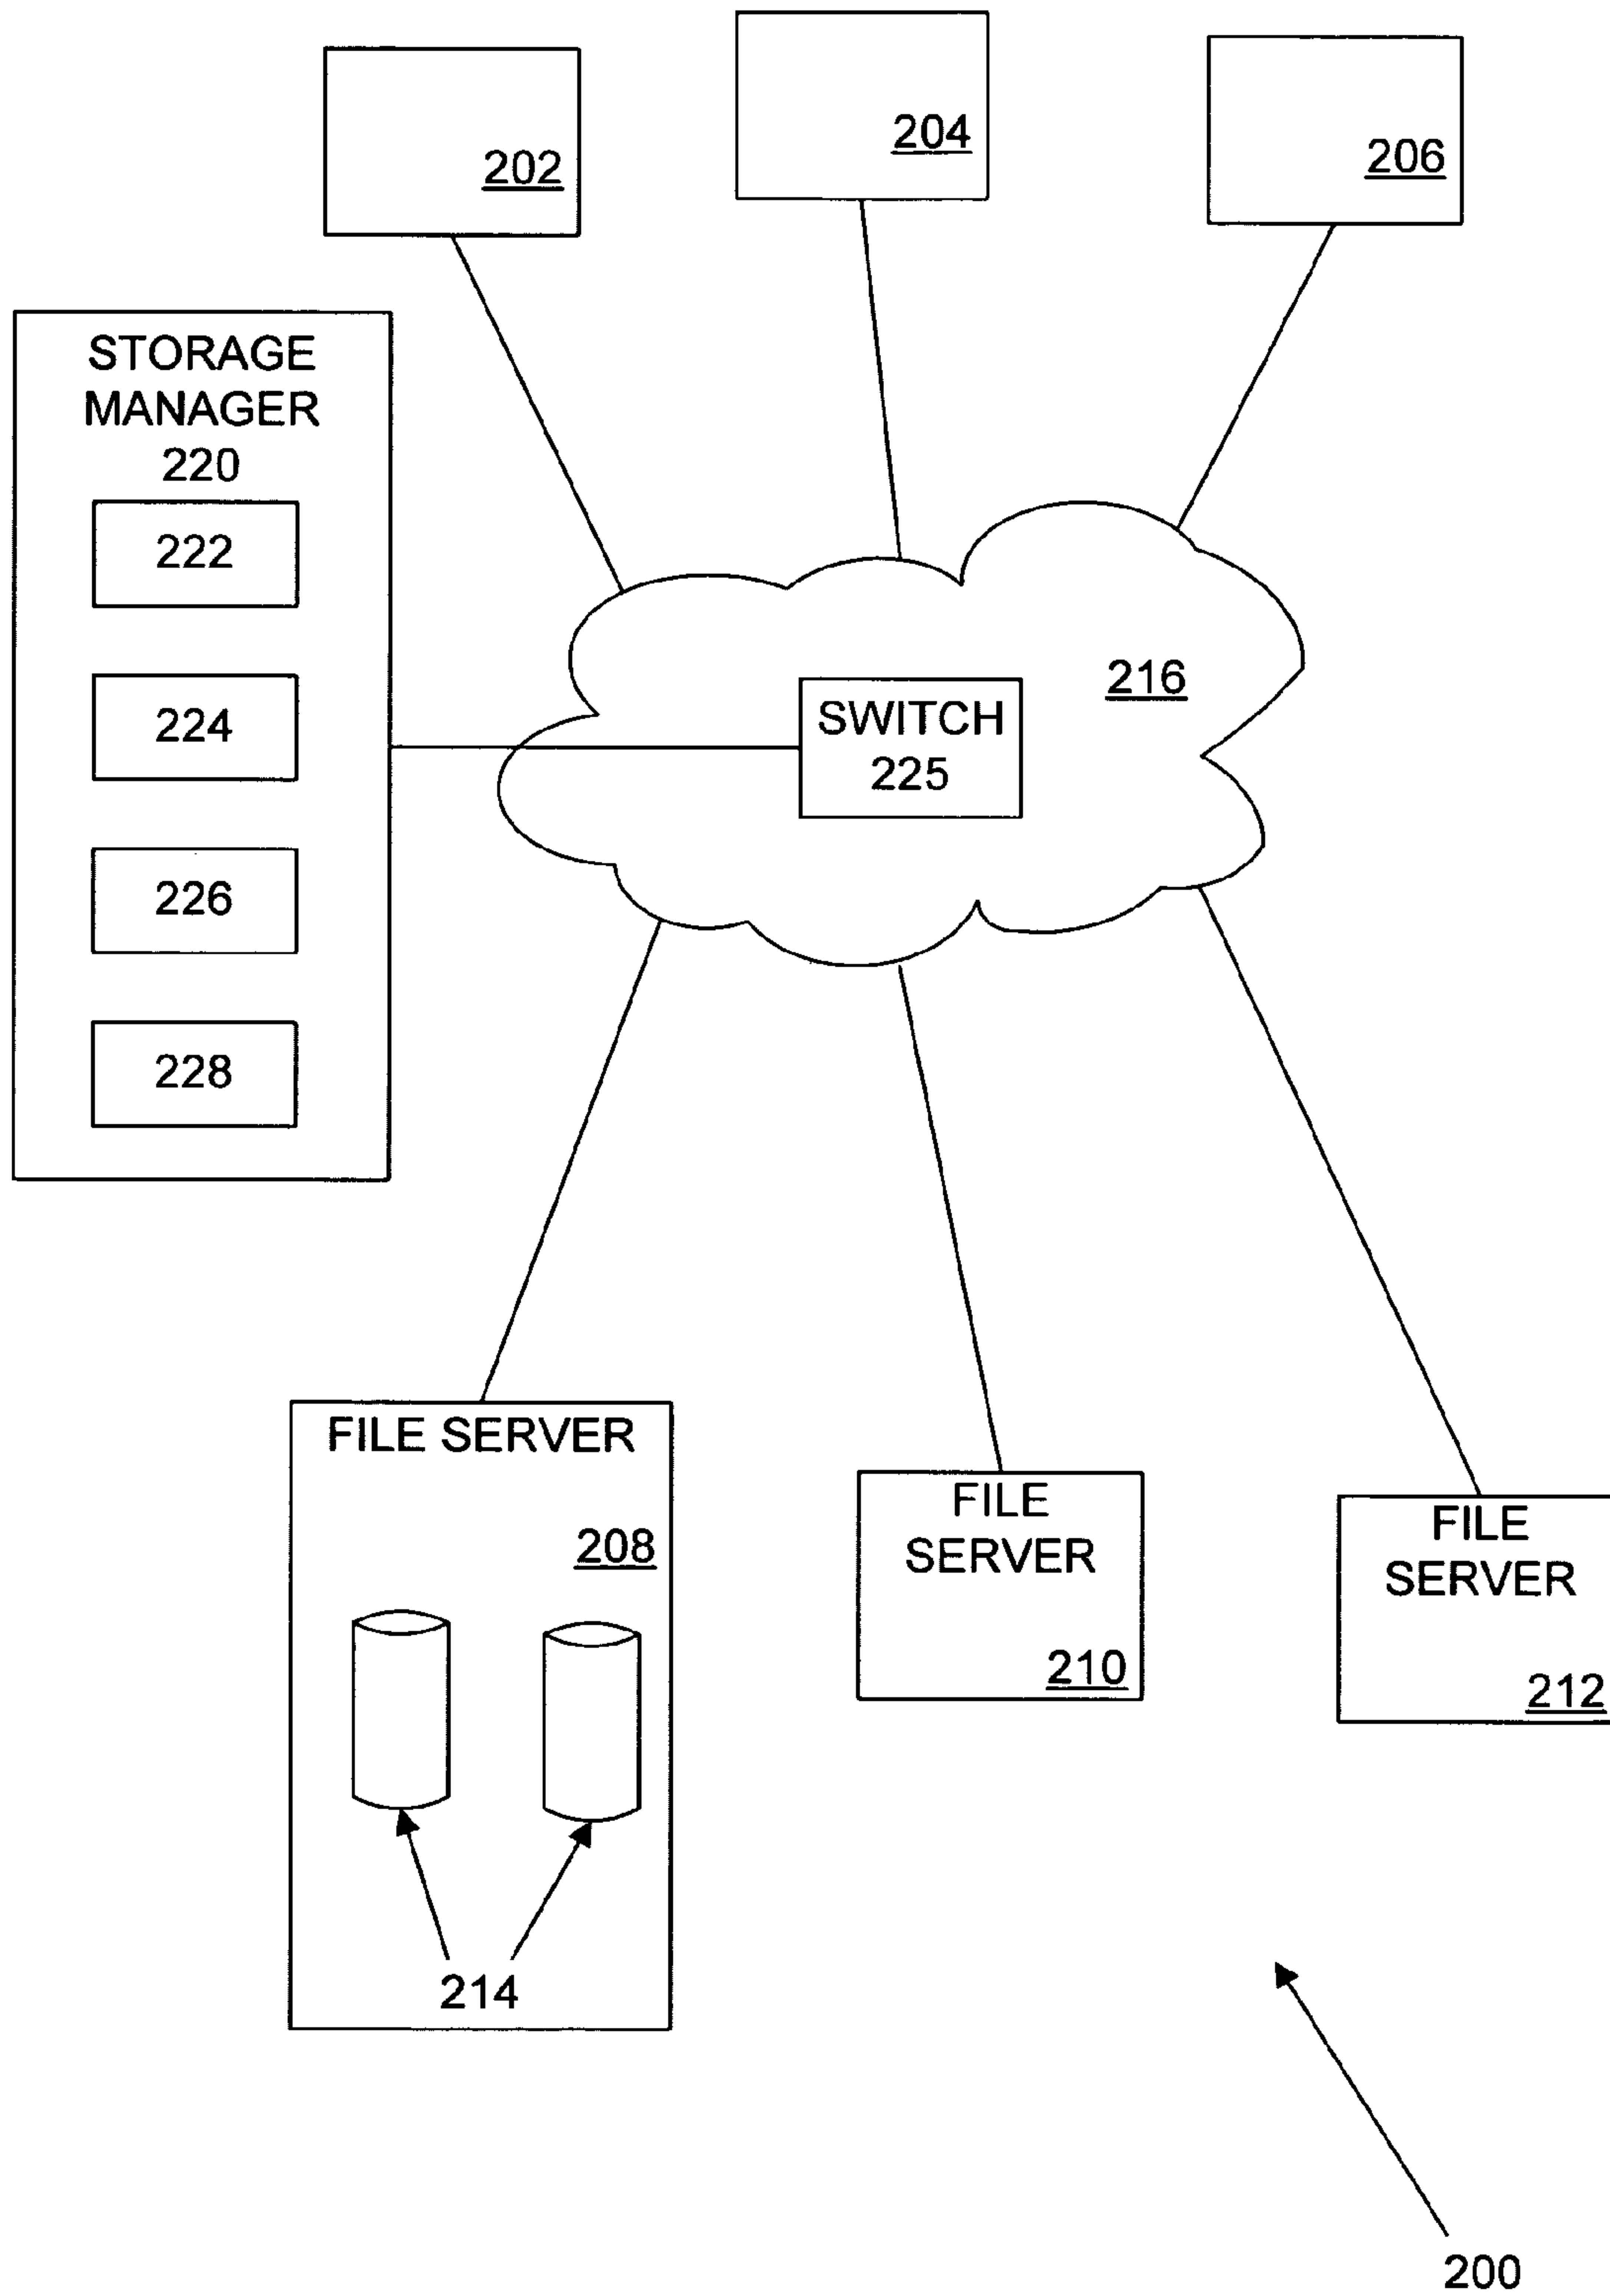 202
204
206
STORAGE
MANAGER
220
222
224
226
228
216
SWITCH
225
FILE SERVER
208
214
FILE
SERVER
210
FILE
SERVER
212
200